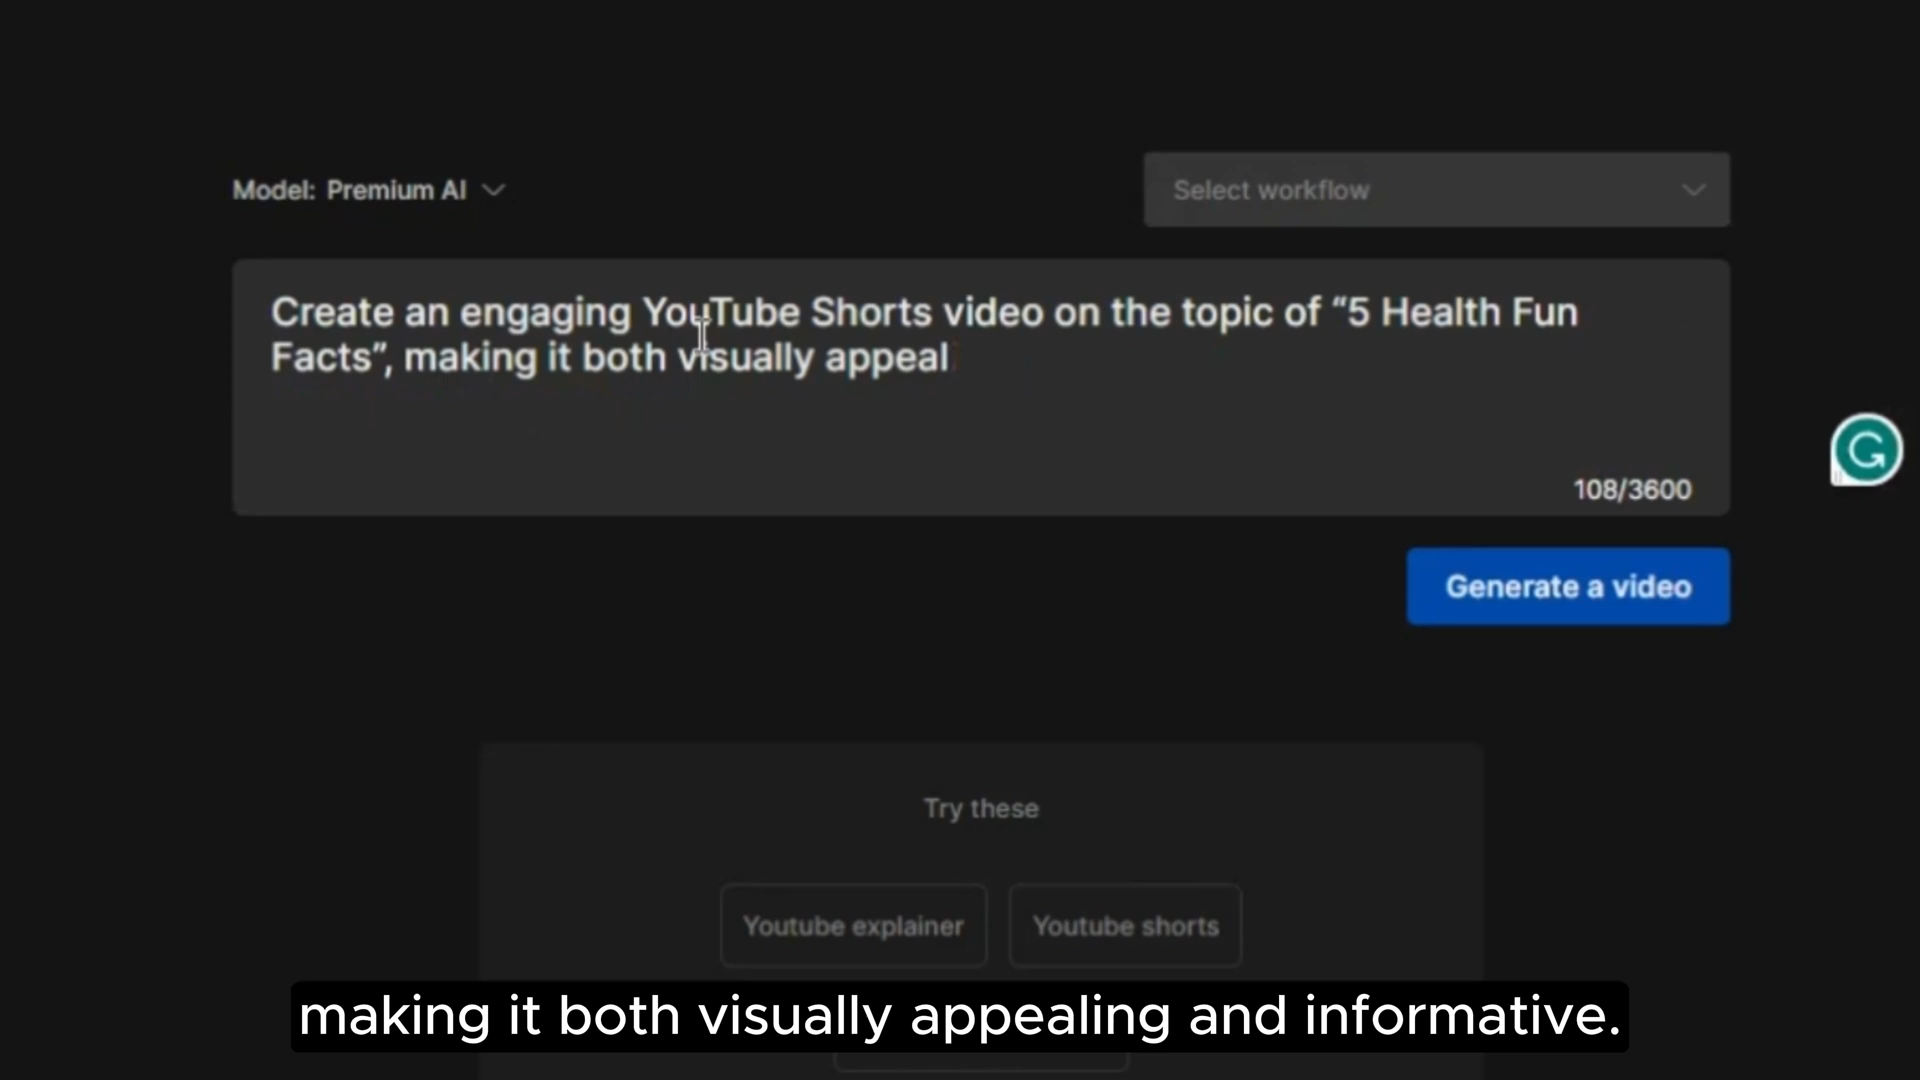 Model: Premium AI
Select workflow
Create an engaging YouTube Shorts video on the topic of “5 Health Fun
Facts”, making it both visually appeal
108/3600
Generate a video
Try these
Youtube explainer
Youtube shorts
making it both visually appealing and informative.